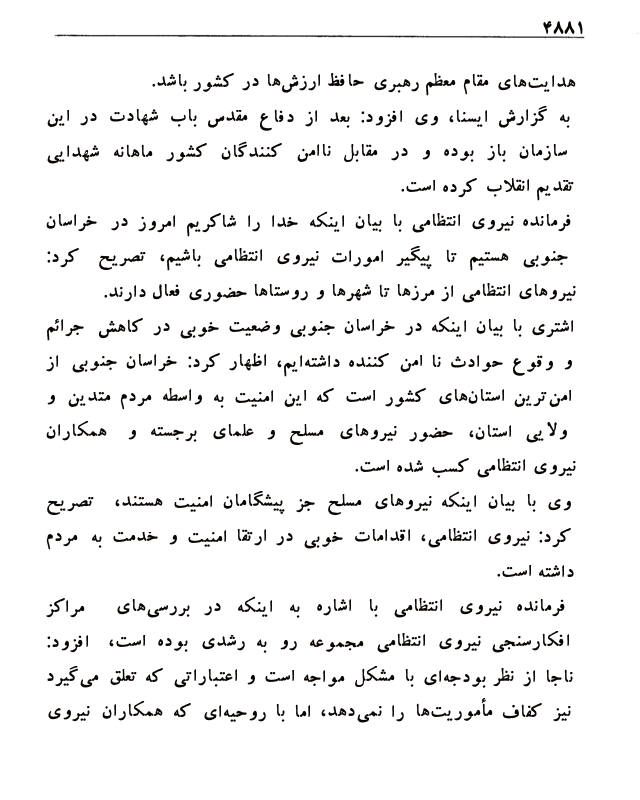 ۴۸۸۱
هدایت‌های مقام معظم رهبری حافظ ارزش‌ها در کشور باشد.
به گزارش ایسنا، وی افزود: بعد از دفاع مقدس باب شهادت در این
سازمان باز بوده و در مقابل ناامن کنندگان کشور ماهانه شهدایی
تقدیم انقلاب کرده است.
فرمانده نیروی انتظامی با بیان اینکه خدا را شاکریم امروز در خراسان
جنوبی هستیم تا پیگیر امورات نیروی انتظامی باشیم، تصریح کرد:
نیروهای انتظامی از مرزها تا شهرها و روستاها حضوری فعال دارند.
اشتری با بیان اینکه در خراسان جنوبی وضعیت خوبی در کاهش جرائم
و وقوع حوادث نا امن کننده داشته‌ایم، اظهار کرد: خراسان جنوبی از
امن‌ترین استان‌های کشور است که این امنیت به واسطه مردم متدین و
ولایی استان، حضور نیروهای مسلح و علمای برجسته و همکاران
نیروی انتظامی کسب شده است.
وی با بیان اینکه نیروهای مسلح جز پیشگامان امنیت هستند، تصریح
کرد: نیروی انتظامی، اقدامات خوبی در ارتقا امنیت و خدمت به مردم
داشته است.
فرمانده نیروی انتظامی با اشاره به اینکه در بررسی‌های مراکز
افکارسنجی نیروی انتظامی مجموعه رو به رشدی بوده است، افزود:
ناجا از نظر بودجه‌ای با مشکل مواجه است و اعتباراتی که تعلق می‌گیرد
نیز کفاف مأموریت‌ها را نمی‌دهد، اما با روحیه‌ای که همکاران نیروی